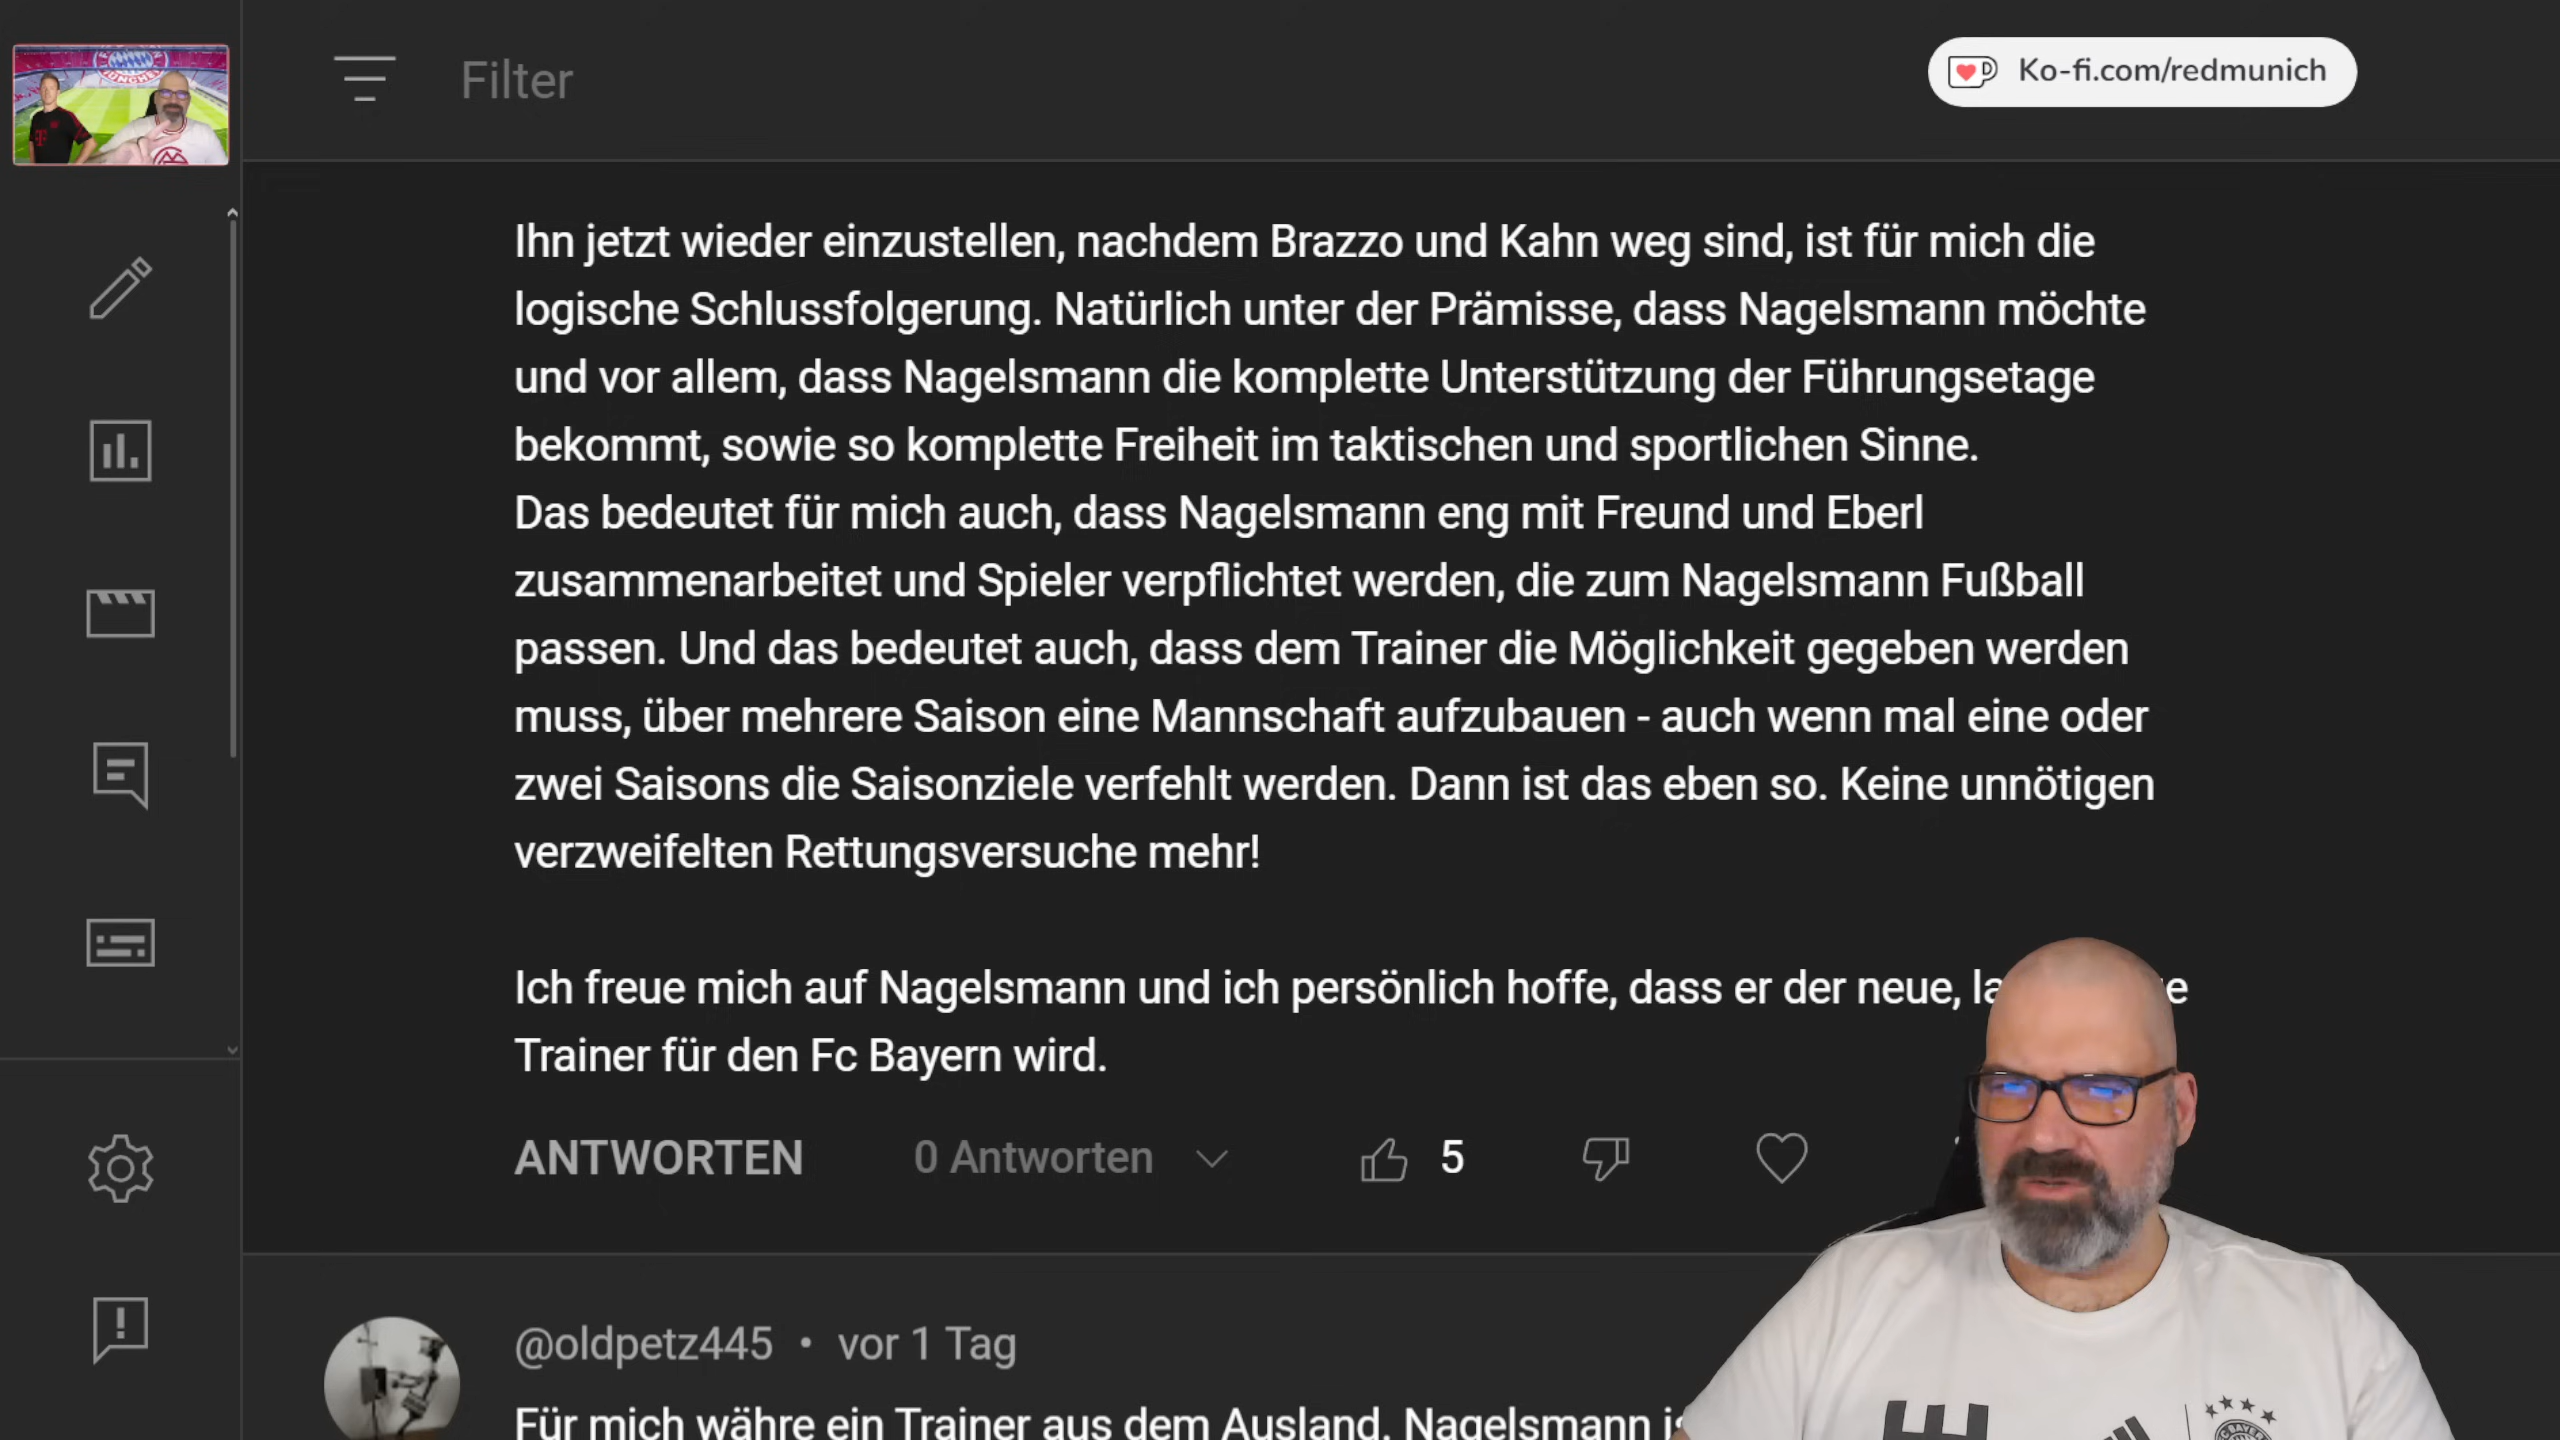 Filter
Ko-fi.com/redmunich
Ihn jetzt wieder einzustellen, nachdem Brazzo und Kahn weg sind, ist für mich die
logische Schlussfolgerung. Natürlich unter der Prämisse, dass Nagelsmann möchte
und vor allem, dass Nagelsmann die komplette Unterstützung der Führungsetage
bekommt, sowie so komplette Freiheit im taktischen und sportlichen Sinne.
Das bedeutet für mich auch, dass Nagelsmann eng mit Freund und Eberl
zusammenarbeitet und Spieler verpflichtet werden, die zum Nagelsmann Fußball
passen. Und das bedeutet auch, dass dem Trainer die Möglichkeit gegeben werden
muss, über mehrere Saison eine Mannschaft aufzubauen - auch wenn mal eine oder
zwei Saisons die Saisonziele verfehlt werden. Dann ist das eben so. Keine unnötigen
verzweifelten Rettungsversuche mehr!
Ich freue mich auf Nagelsmann und ich persönlich hoffe, dass er der neue,
Trainer für den Fc Bayern wird.
ANTWORTEN 0 Antworten 5
@oldpetz445 • vor 1 Tag
Für mich währe ein Trainer aus dem Ausland. Nagelsmann